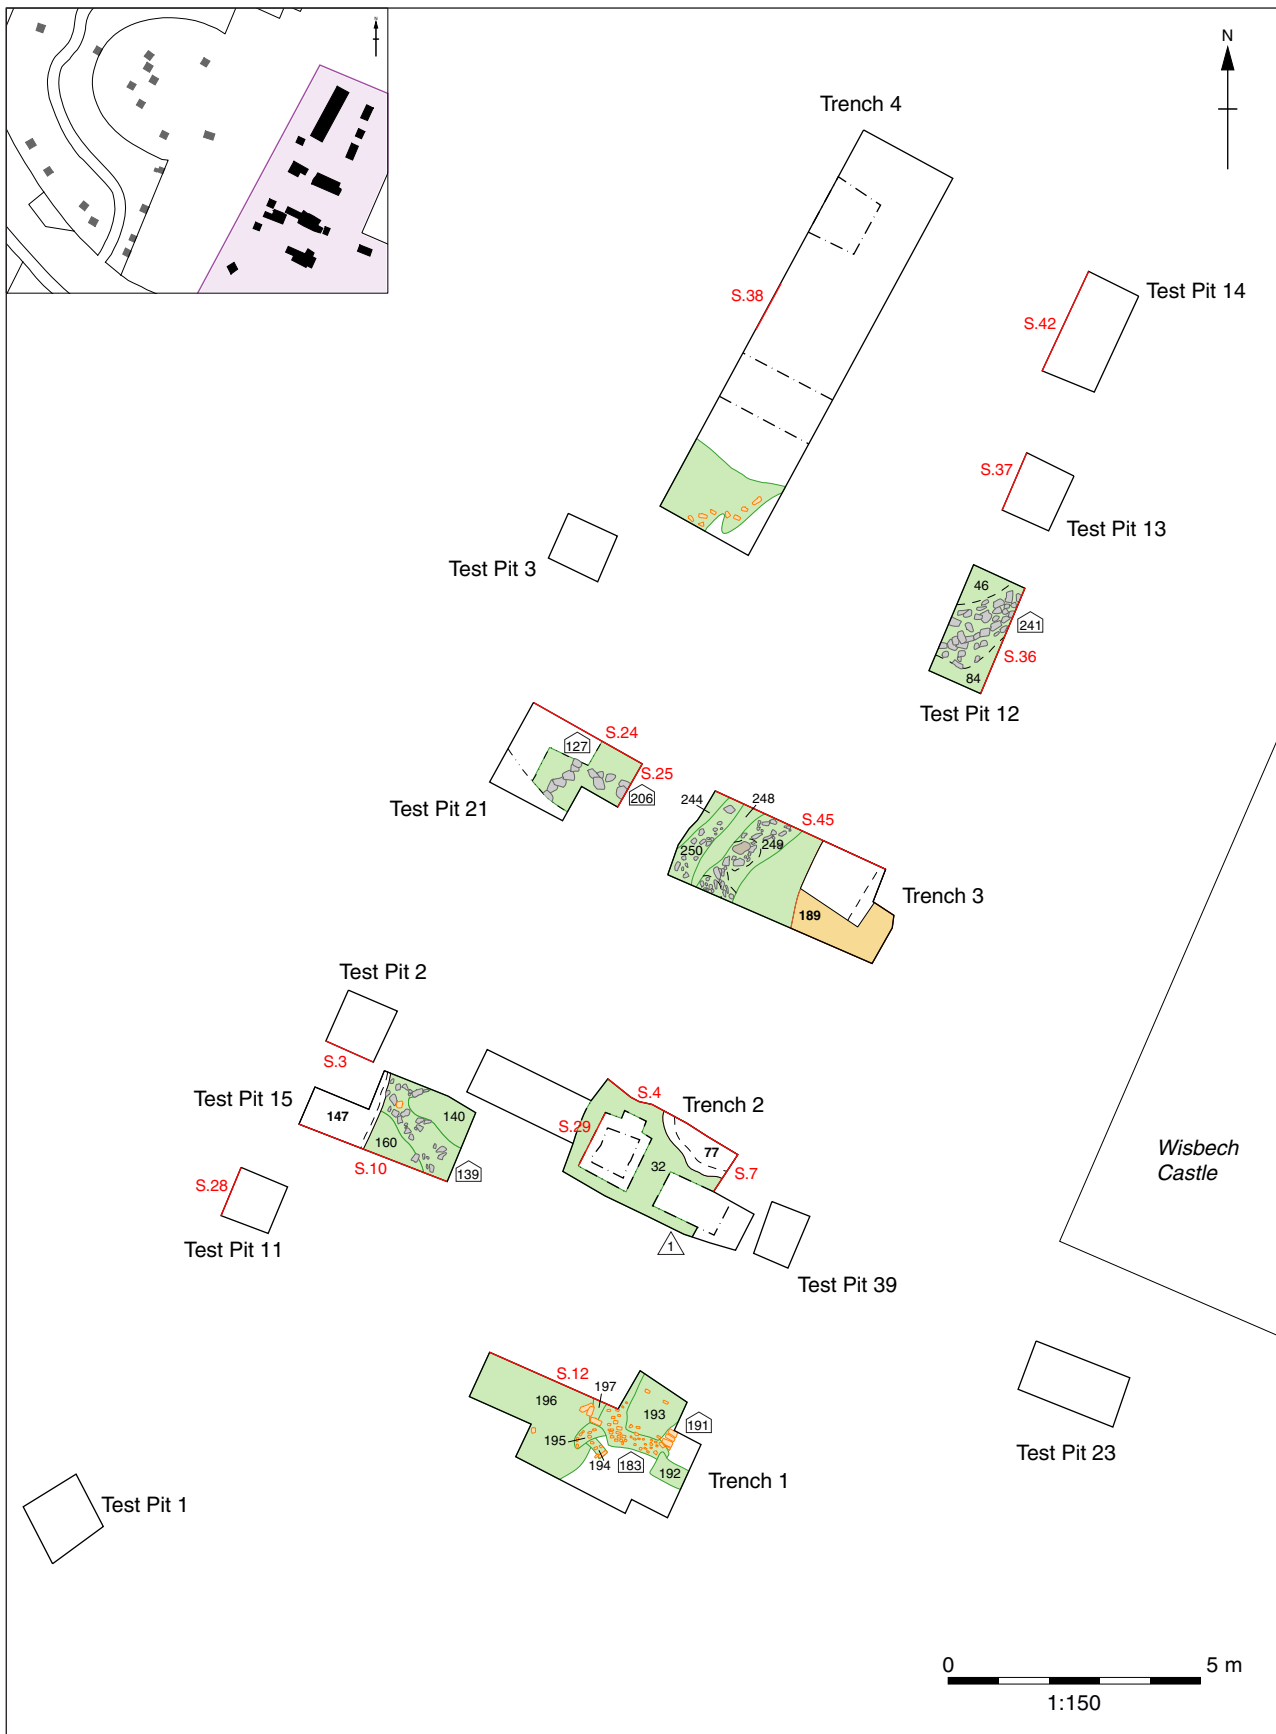 N
N
Trench 4
S.38
Test Pit 14
S.42
S.37
Test Pit 13
Test Pit 3
46
241
S.36
84
Test Pit 12
S.24
127
S.25
206
Test Pit 21
244
248
S.45
250
249
Trench 3
189
Test Pit 2
S.3
Test Pit 15
147
140
160
S.10
139
S.4
Trench 2
S.29
77
32
S.7
1
Wisbech
Castle
S.28
Test Pit 11
Test Pit 39
S.12
197
196
193
191
195
194
183
192
Trench 1
Test Pit 23
Test Pit 1
0
5 m
1:150